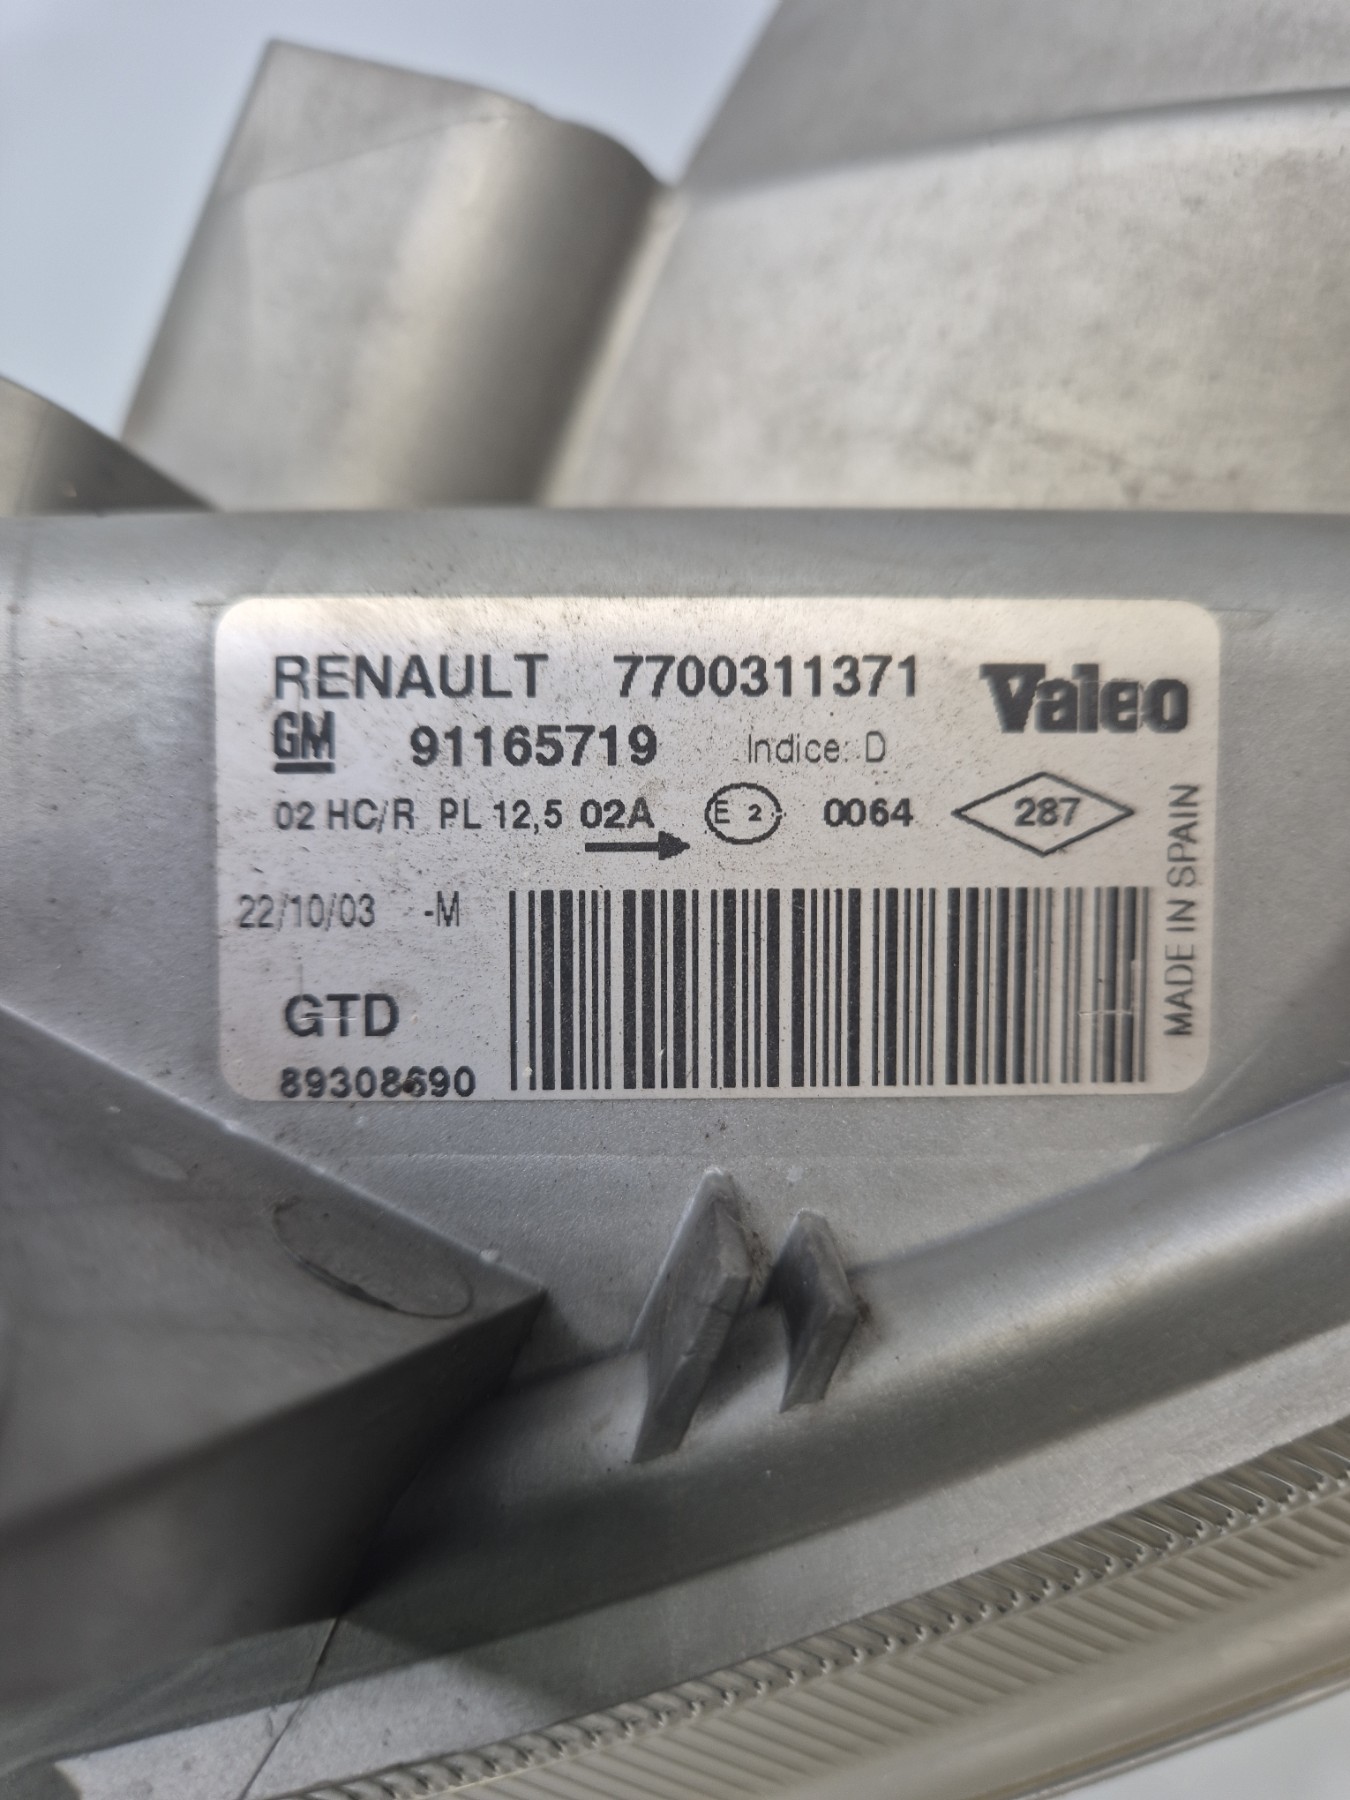 RENAULT 7700311371 Valeo
GM 91165719 Indice: D
02 HC/R PL 12,5 02A E 2 0064 287
22/10/03 -M
GTD
89308690
MADE IN SPAIN